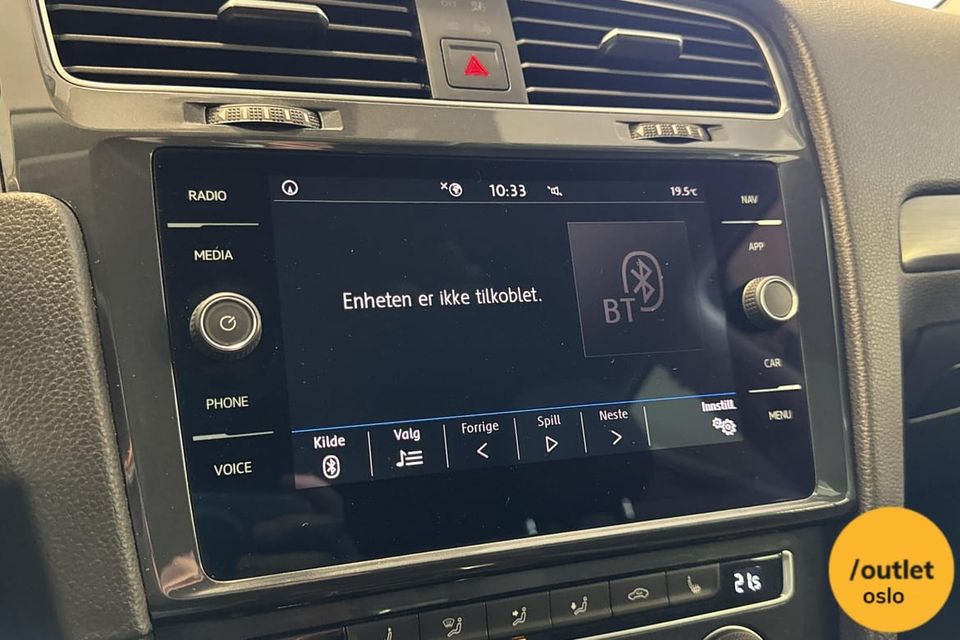 RADIO
MEDIA
PHONE
VOICE
10:33
19.5°C
Enheten er ikke tilkoblet.
BT
Kilde
Valg
Forrige
Spill
Neste
Innstill.
NAV
APP
CAR
MENU
/outlet
oslo